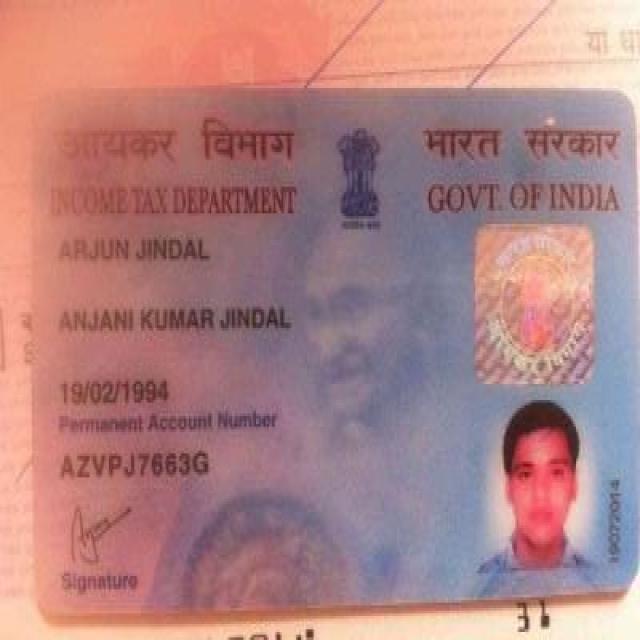 या धा
आयकर विभाग
INCOME TAX DEPARTMENT
भारत सरकार
GOVT. OF INDIA
ARJUN JINDAL
ANJANI KUMAR JINDAL
19/02/1994
Permanent Account Number
AZVPJ7663G
Signature
19072014
31